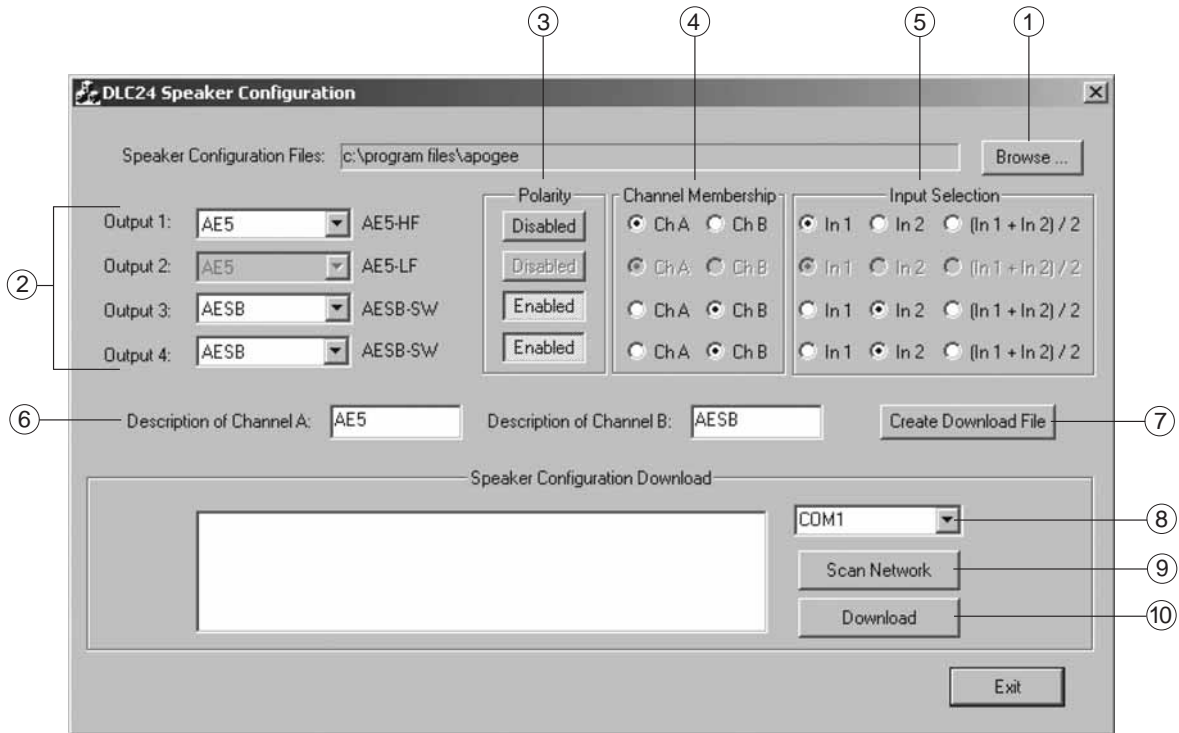 3 4 5 1
DLC24 Speaker Configuration
Speaker Configuration Files: c:\program files\apogee Browse ...
Polarity Channel Membership Input Selection
Output 1: AE5 AE5-HF Disabled Ch A Ch B In 1 In 2 (In 1 + In 2) / 2
Output 2: AE5 AE5-LF Disabled Ch A Ch B In 1 In 2 (In 1 + In 2) / 2
2
Output 3: AESB AESB-SW Enabled Ch A Ch B In 1 In 2 (In 1 + In 2) / 2
Output 4: AESB AESB-SW Enabled Ch A Ch B In 1 In 2 (In 1 + In 2) / 2
6 Description of Channel A: AE5 Description of Channel B: AESB Create Download File 7
Speaker Configuration Download
COM1 8
Scan Network 9
Download 10
Exit